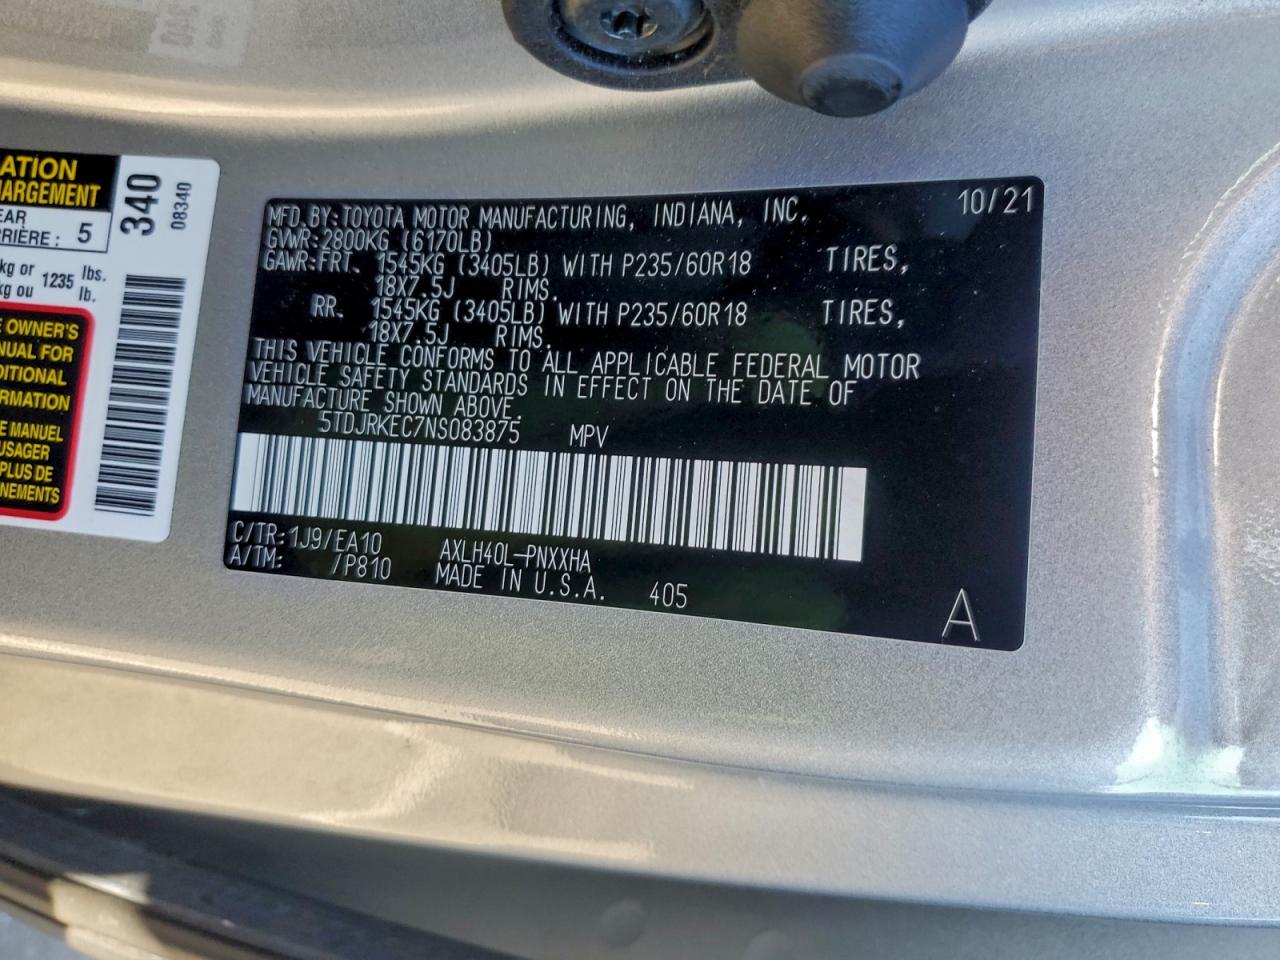 ATION
HARGEMENT
EAR
RRIÈRE: 5
kg or 1235 lbs.
kg ou lb.
340
08340
E OWNER'S
NUAL FOR
DITIONAL
ORMATION
E MANUEL
USAGER
PLUS DE
NEMENTS
10/21
MFD. BY: TOYOTA MOTOR MANUFACTURING, INDIANA, INC.
GVWR: 2800KG (6170LB)
GAWR: FRT. 1545KG (3405LB) WITH P235/60R18 TIRES,
18X7.5J RIMS.
RR. 1545KG (3405LB) WITH P235/60R18 TIRES,
18X7.5J RIMS.
THIS VEHICLE CONFORMS TO ALL APPLICABLE FEDERAL MOTOR
VEHICLE SAFETY STANDARDS IN EFFECT ON THE DATE OF
MANUFACTURE SHOWN ABOVE.
5TDJRKEC7NS083875 MPV
C/TR: 1J9/EA10 AXLH40L-PNXXHA
A/TM: /P810 MADE IN U.S.A. 405
A